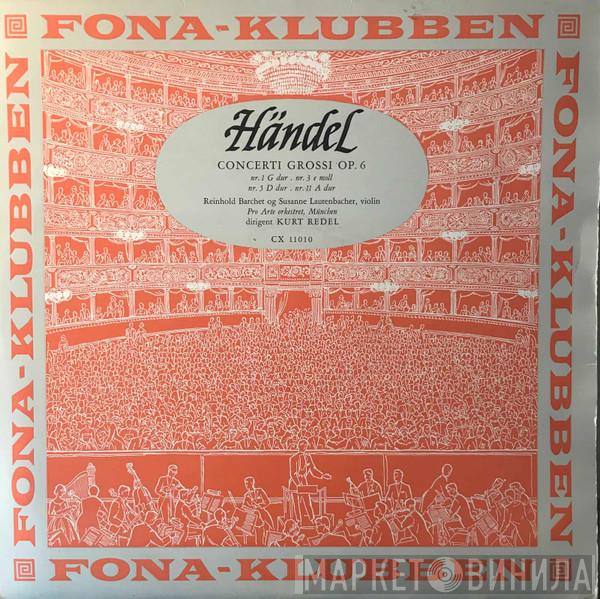 FONA-KLUBBEN
FONA-KLUBBEN
FONA-KLUBBEN
Händel
CONCERTI GROSSI OP. 6
nr. 1 G dur . nr. 3 e moll
nr. 5 D dur . nr. 11 A dur
Reinhold Barchet og Susanne Lautenbacher, violin
Pro Arte orkestret, München
dirigent KURT REDEL
CX 11010
FONA-KLUBBEN
МАРКЕТ ВИНИЛА